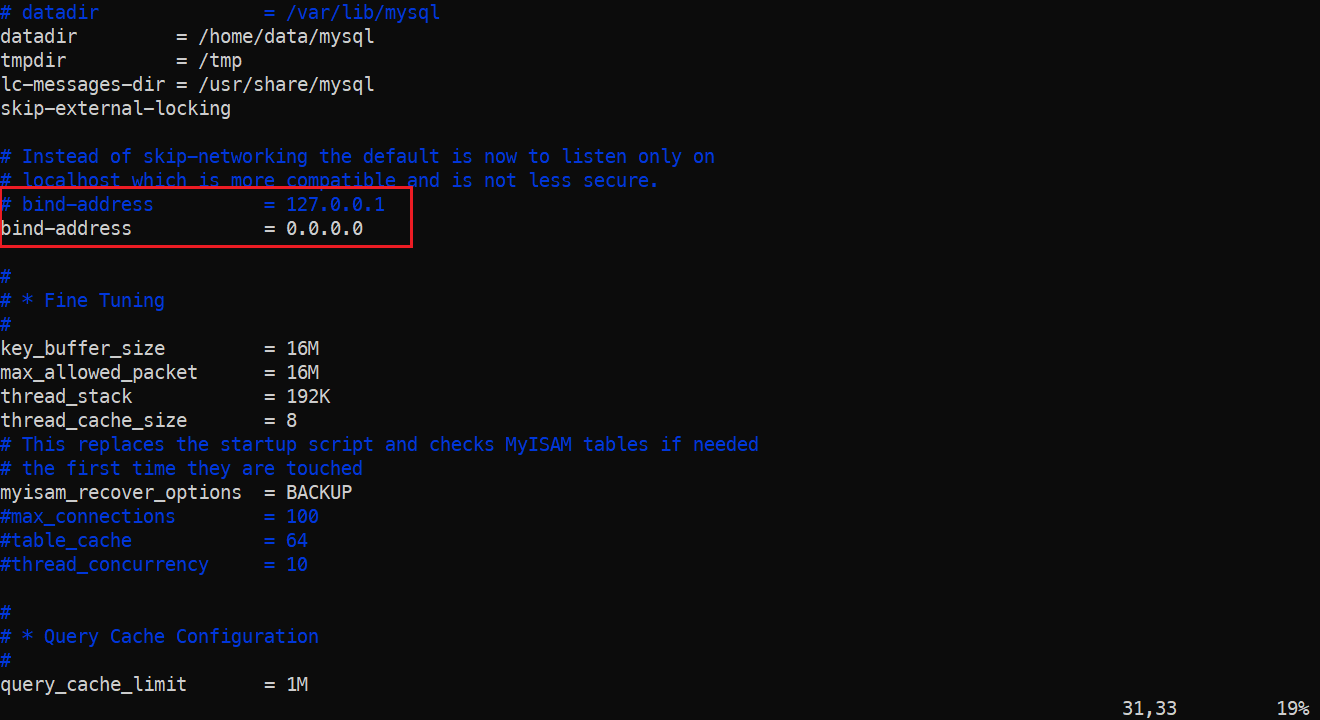 # datadir               = /var/lib/mysql
datadir         = /home/data/mysql
tmpdir          = /tmp
lc-messages-dir = /usr/share/mysql
skip-external-locking
# Instead of skip-networking the default is now to listen only on
# localhost which is more compatible and is not less secure.
# bind-address          = 127.0.0.1
bind-address            = 0.0.0.0
#
# * Fine Tuning
#
key_buffer_size         = 16M
max_allowed_packet      = 16M
thread_stack            = 192K
thread_cache_size       = 8
# This replaces the startup script and checks MyISAM tables if needed
# the first time they are touched
myisam_recover_options  = BACKUP
#max_connections        = 100
#table_cache            = 64
#thread_concurrency     = 10
#
# * Query Cache Configuration
#
query_cache_limit       = 1M
31,33         19%